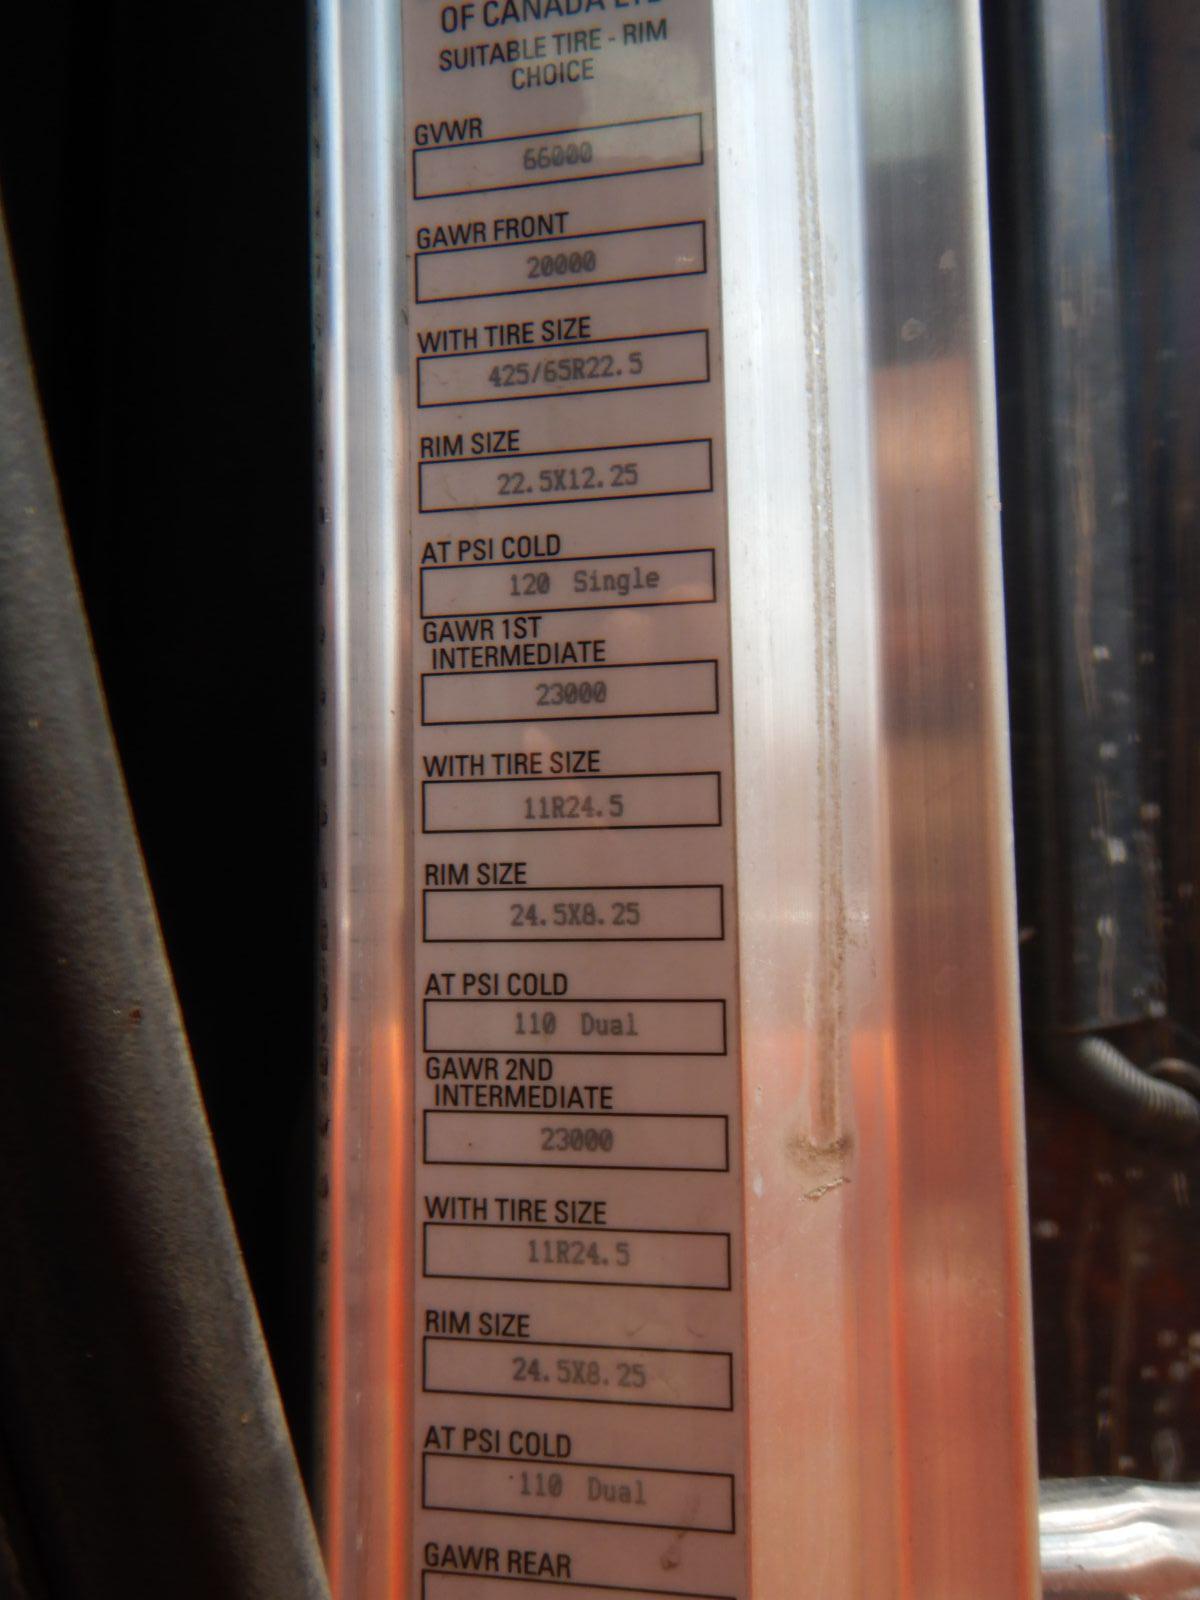 OF CANADA LTD
SUITABLE TIRE - RIM
CHOICE
GVWR
66000
GAWR FRONT
20000
WITH TIRE SIZE
425/65R22.5
RIM SIZE
22.5X12.25
AT PSI COLD
120 Single
GAWR 1ST
INTERMEDIATE
23000
WITH TIRE SIZE
11R24.5
RIM SIZE
24.5X8.25
AT PSI COLD
110 Dual
GAWR 2ND
INTERMEDIATE
23000
WITH TIRE SIZE
11R24.5
RIM SIZE
24.5X8.25
AT PSI COLD
110 Dual
GAWR REAR